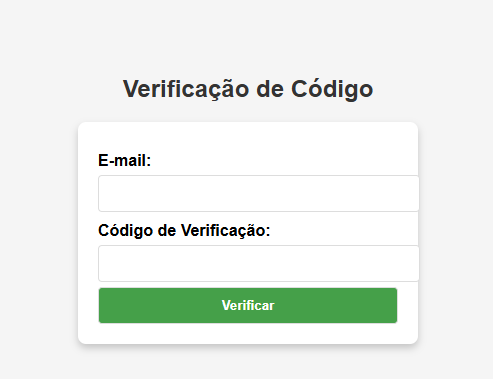 Verificação de Código
E-mail:
Código de Verificação:
Verificar